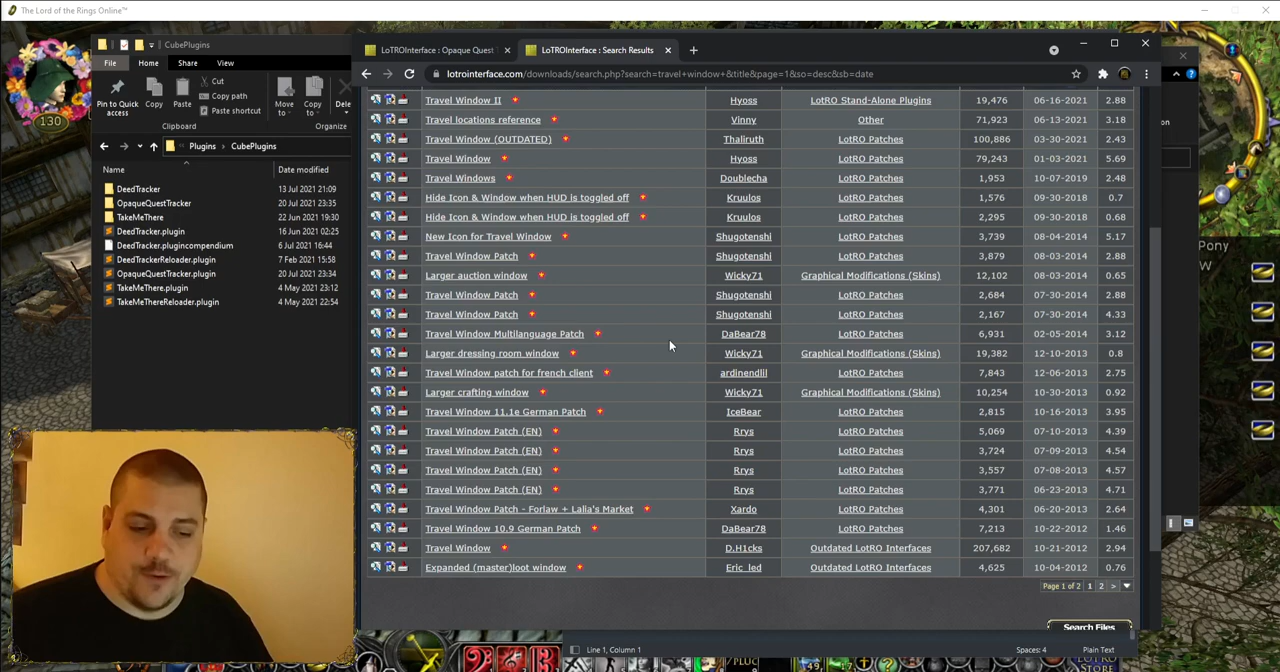 The Lord of the Rings Online™
CubePlugins
File Home Share View
Pin to Quick access
Copy
Paste
Cut
Copy path
Paste shortcut
Move to
Copy to
Dele
Clipboard
Organize
Plugins CubePlugins
Name Date modified
DeedTracker 13 Jul 2021 21:09
OpaqueQuestTracker 20 Jul 2021 23:35
TakeMeThere 22 Jun 2021 19:30
DeedTracker.plugin 16 Jun 2021 02:25
DeedTracker.plugincompendium 6 Jul 2021 16:44
DeedTrackerReloader.plugin 7 Feb 2021 15:58
OpaqueQuestTracker.plugin 20 Jul 2021 23:34
TakeMeThere.plugin 4 May 2021 23:12
TakeMeThereReloader.plugin 4 May 2021 22:54
130
LoTROInterface : Opaque Quest
LoTROInterface : Search Results
lotrointerface.com/downloads/search.php?search=travel+window+&title&page=1&so=desc&sb=date
Travel Window II Hyoss LotRO Stand-Alone Plugins 19,476 06-16-2021 2.88
Travel locations reference Vinny Other 71,923 06-13-2021 3.18
Travel Window (OUTDATED) Thaliruth LotRO Patches 100,886 03-30-2021 2.43
Travel Window Hyoss LotRO Patches 79,243 01-03-2021 5.69
Travel Windows Doublecha LotRO Patches 1,953 10-07-2019 2.48
Hide Icon & Window when HUD is toggled off Kruulos LotRO Patches 1,576 09-30-2018 0.7
Hide Icon & Window when HUD is toggled off Kruulos LotRO Patches 2,295 09-30-2018 0.68
New Icon for Travel Window Shugotenshi LotRO Patches 3,739 08-04-2014 5.17
Travel Window Patch Shugotenshi LotRO Patches 3,879 08-04-2014 2.88
Larger auction window Wicky71 Graphical Modifications (Skins) 12,102 08-03-2014 0.65
Travel Window Patch Shugotenshi LotRO Patches 2,684 07-30-2014 2.88
Travel Window Patch Shugotenshi LotRO Patches 2,167 07-30-2014 4.33
Travel Window Multilanguage Patch DaBear78 LotRO Patches 6,931 02-05-2014 3.12
Larger dressing room window Wicky71 Graphical Modifications (Skins) 19,382 12-10-2013 0.8
Travel Window patch for french client ardinendlil LotRO Patches 7,843 12-06-2013 2.75
Larger crafting window Wicky71 Graphical Modifications (Skins) 10,254 10-30-2013 0.92
Travel Window 11.1e German Patch IceBear LotRO Patches 2,815 10-16-2013 3.95
Travel Window Patch (EN) Rrys LotRO Patches 5,069 07-10-2013 4.39
Travel Window Patch (EN) Rrys LotRO Patches 3,724 07-09-2013 4.54
Travel Window Patch (EN) Rrys LotRO Patches 3,557 07-08-2013 4.57
Travel Window Patch (EN) Rrys LotRO Patches 3,771 06-23-2013 4.71
Travel Window Patch - Forlaw + Lalia's Market Xardo LotRO Patches 4,301 06-20-2013 2.64
Travel Window 10.9 German Patch DaBear78 LotRO Patches 7,213 10-22-2012 1.46
Travel Window D.H1cks Outdated LotRO Interfaces 207,682 10-21-2012 2.94
Expanded (master)loot window Eric_led Outdated LotRO Interfaces 4,625 10-04-2012 0.76
Page 1 of 2 1 2 >
Search Files
Pony
W
Line 1, Column 1
Spaces: 4
LOTRO
STORE